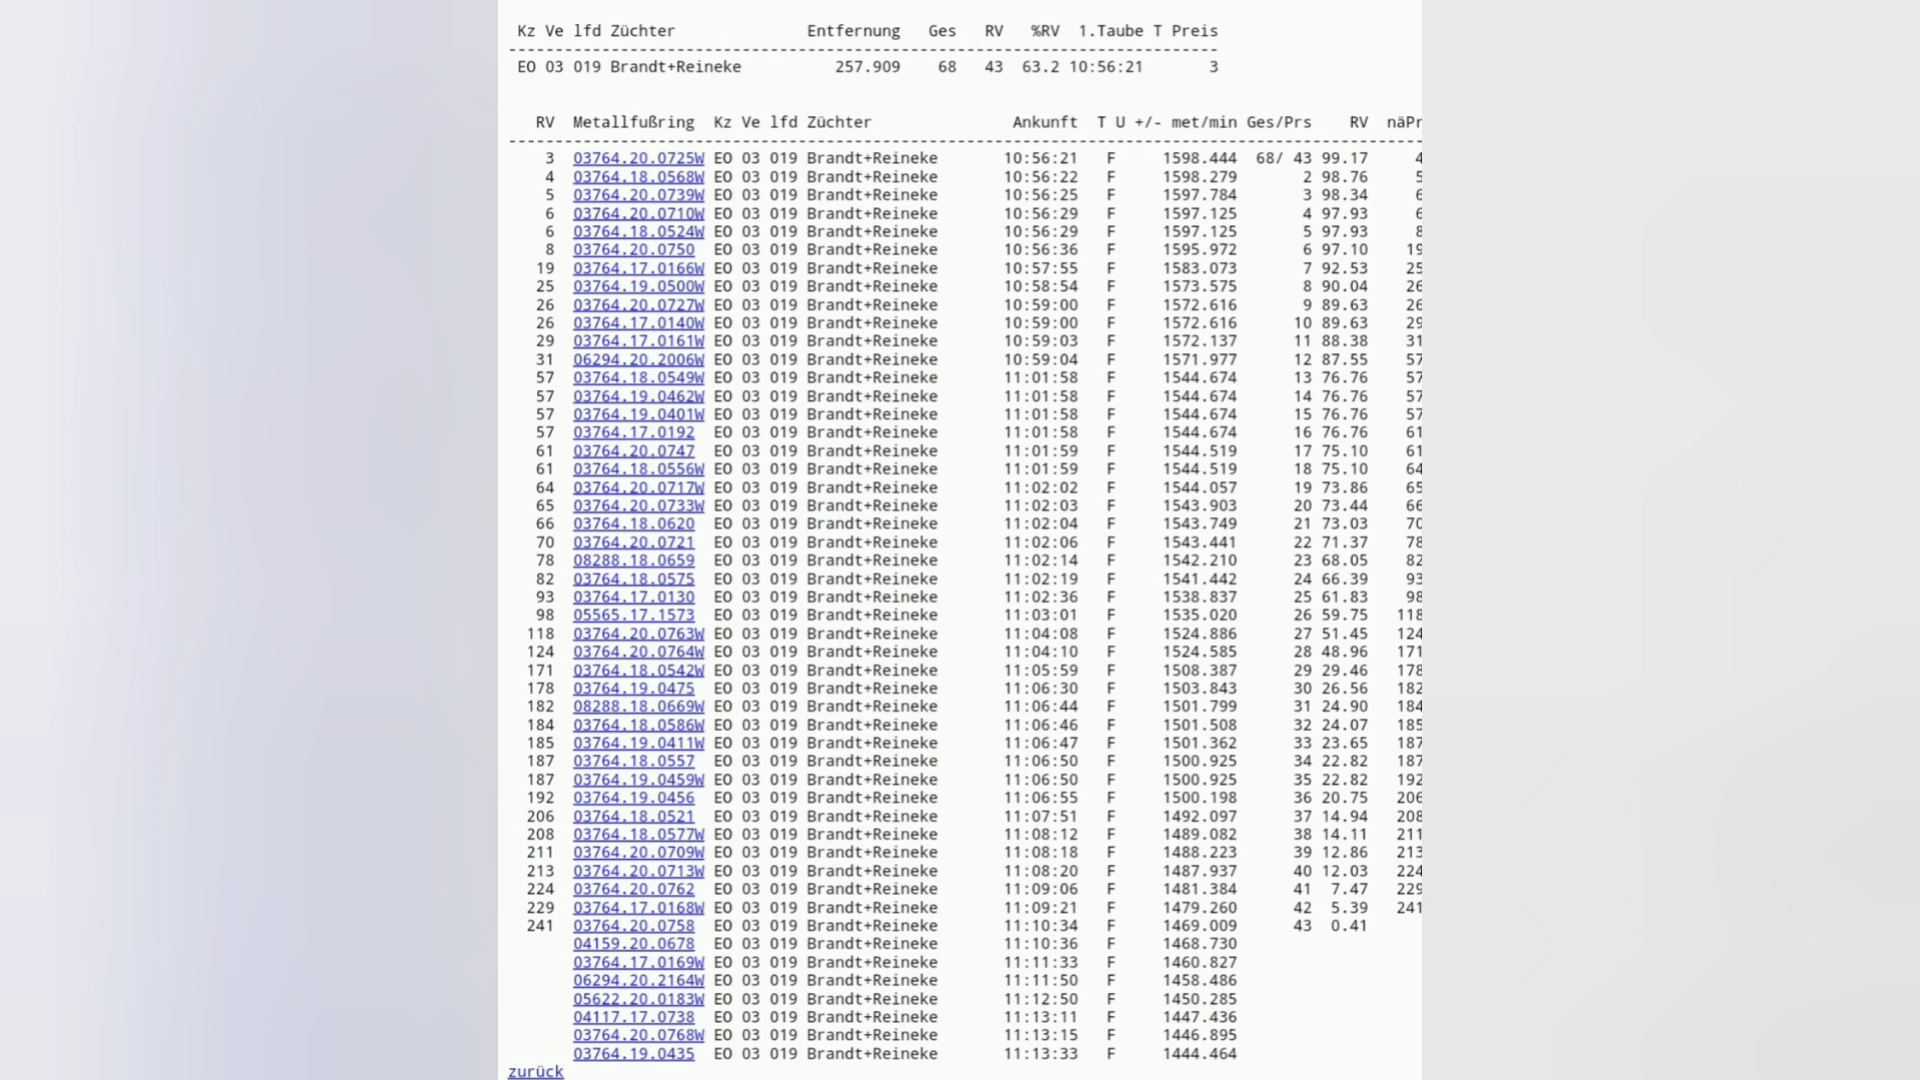 Kz Ve lfd Züchter Entfernung Ges RV %RV 1.Taube T Preis
EO 03 019 Brandt+Reineke 257.909 68 43 63.2 10:56:21 3
RV Metallfußring Kz Ve lfd Züchter Ankunft T U +/- met/min Ges/Prs RV näPr
3 03764.20.0725W EO 03 019 Brandt+Reineke 10:56:21 F 1598.444 68/ 43 99.17 4
4 03764.18.0568W EO 03 019 Brandt+Reineke 10:56:22 F 1598.279 2 98.76 5
5 03764.20.0739W EO 03 019 Brandt+Reineke 10:56:25 F 1597.784 3 98.34 6
6 03764.20.0710W EO 03 019 Brandt+Reineke 10:56:29 F 1597.125 4 97.93 6
6 03764.18.0524W EO 03 019 Brandt+Reineke 10:56:29 F 1597.125 5 97.93 8
8 03764.20.0750 EO 03 019 Brandt+Reineke 10:56:36 F 1595.972 6 97.10 19
19 03764.17.0166W EO 03 019 Brandt+Reineke 10:57:55 F 1583.073 7 92.53 25
25 03764.19.0500W EO 03 019 Brandt+Reineke 10:58:54 F 1573.575 8 90.04 26
26 03764.20.0727W EO 03 019 Brandt+Reineke 10:59:00 F 1572.616 9 89.63 26
26 03764.17.0140W EO 03 019 Brandt+Reineke 10:59:00 F 1572.616 10 89.63 29
29 03764.17.0161W EO 03 019 Brandt+Reineke 10:59:03 F 1572.137 11 88.38 31
31 06294.20.2006W EO 03 019 Brandt+Reineke 10:59:04 F 1571.977 12 87.55 57
57 03764.18.0549W EO 03 019 Brandt+Reineke 11:01:58 F 1544.674 13 76.76 57
57 03764.19.0462W EO 03 019 Brandt+Reineke 11:01:58 F 1544.674 14 76.76 57
57 03764.19.0401W EO 03 019 Brandt+Reineke 11:01:58 F 1544.674 15 76.76 57
57 03764.17.0192 EO 03 019 Brandt+Reineke 11:01:58 F 1544.674 16 76.76 61
61 03764.20.0747 EO 03 019 Brandt+Reineke 11:01:59 F 1544.519 17 75.10 61
61 03764.18.0556W EO 03 019 Brandt+Reineke 11:01:59 F 1544.519 18 75.10 64
64 03764.20.0717W EO 03 019 Brandt+Reineke 11:02:02 F 1544.057 19 73.86 65
65 03764.20.0733W EO 03 019 Brandt+Reineke 11:02:03 F 1543.903 20 73.44 66
66 03764.18.0620 EO 03 019 Brandt+Reineke 11:02:04 F 1543.749 21 73.03 70
70 03764.20.0721 EO 03 019 Brandt+Reineke 11:02:06 F 1543.441 22 71.37 78
78 08288.18.0659 EO 03 019 Brandt+Reineke 11:02:14 F 1542.210 23 68.05 82
82 03764.18.0575 EO 03 019 Brandt+Reineke 11:02:19 F 1541.442 24 66.39 93
93 03764.17.0130 EO 03 019 Brandt+Reineke 11:02:36 F 1538.837 25 61.83 98
98 05565.17.1573 EO 03 019 Brandt+Reineke 11:03:01 F 1535.020 26 59.75 118
118 03764.20.0763W EO 03 019 Brandt+Reineke 11:04:08 F 1524.886 27 51.45 124
124 03764.20.0764W EO 03 019 Brandt+Reineke 11:04:10 F 1524.585 28 48.96 171
171 03764.18.0542W EO 03 019 Brandt+Reineke 11:05:59 F 1508.387 29 29.46 178
178 03764.19.0475 EO 03 019 Brandt+Reineke 11:06:30 F 1503.843 30 26.56 182
182 08288.18.0669W EO 03 019 Brandt+Reineke 11:06:44 F 1501.799 31 24.90 184
184 03764.18.0586W EO 03 019 Brandt+Reineke 11:06:46 F 1501.508 32 24.07 185
185 03764.19.0411W EO 03 019 Brandt+Reineke 11:06:47 F 1501.362 33 23.65 187
187 03764.18.0557 EO 03 019 Brandt+Reineke 11:06:50 F 1500.925 34 22.82 187
187 03764.19.0459W EO 03 019 Brandt+Reineke 11:06:50 F 1500.925 35 22.82 192
192 03764.19.0456 EO 03 019 Brandt+Reineke 11:06:55 F 1500.198 36 20.75 206
206 03764.18.0521 EO 03 019 Brandt+Reineke 11:07:51 F 1492.097 37 14.94 208
208 03764.18.0577W EO 03 019 Brandt+Reineke 11:08:12 F 1489.082 38 14.11 211
211 03764.20.0709W EO 03 019 Brandt+Reineke 11:08:18 F 1488.223 39 12.86 213
213 03764.20.0713W EO 03 019 Brandt+Reineke 11:08:20 F 1487.937 40 12.03 224
224 03764.20.0762 EO 03 019 Brandt+Reineke 11:09:06 F 1481.384 41 7.47 229
229 03764.17.0168W EO 03 019 Brandt+Reineke 11:09:21 F 1479.260 42 5.39 241
241 03764.20.0758 EO 03 019 Brandt+Reineke 11:10:34 F 1469.009 43 0.41
04159.20.0678 EO 03 019 Brandt+Reineke 11:10:36 F 1468.730
03764.17.0169W EO 03 019 Brandt+Reineke 11:11:33 F 1460.827
06294.20.2164W EO 03 019 Brandt+Reineke 11:11:50 F 1458.486
05622.20.0183W EO 03 019 Brandt+Reineke 11:12:50 F 1450.285
04117.17.0738 EO 03 019 Brandt+Reineke 11:13:11 F 1447.436
03764.20.0768W EO 03 019 Brandt+Reineke 11:13:15 F 1446.895
03764.19.0435 EO 03 019 Brandt+Reineke 11:13:33 F 1444.464
zurück